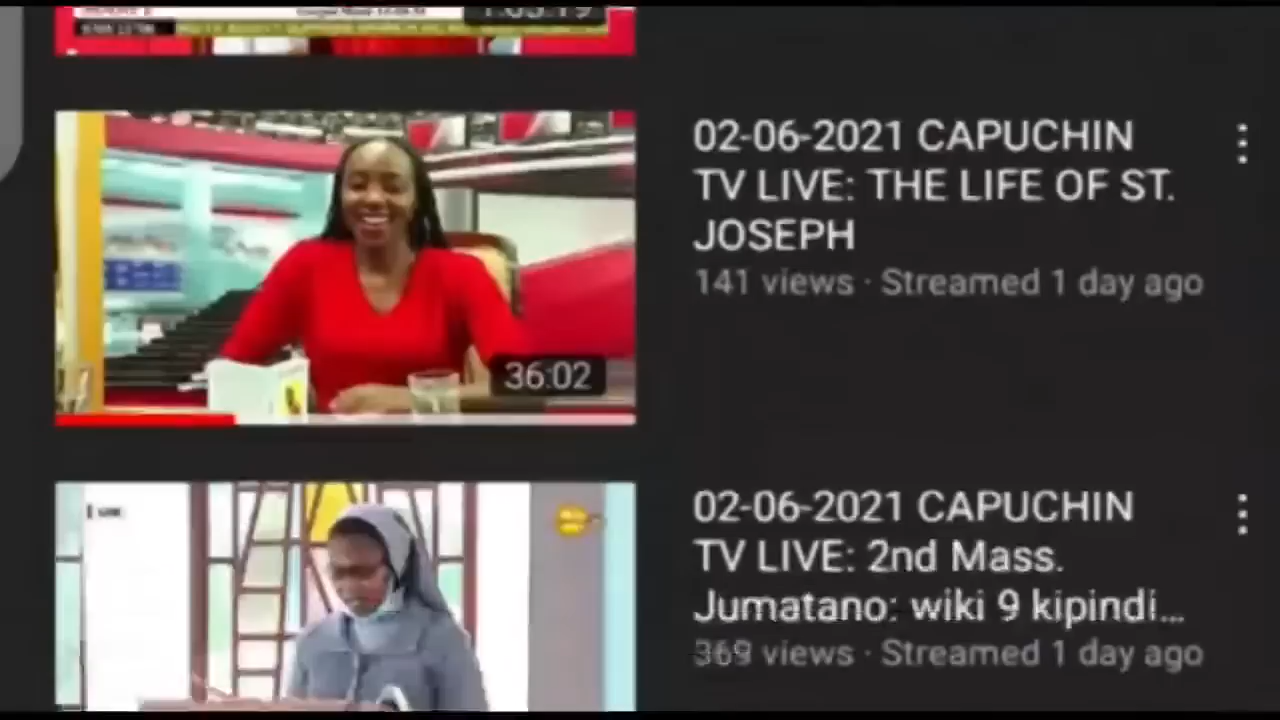 02-06-2021 CAPUCHIN
TV LIVE: THE LIFE OF ST.
JOSEPH
141 views · Streamed 1 day ago
36:02
02-06-2021 CAPUCHIN
TV LIVE: 2nd Mass.
Jumatano: wiki 9 kipindi...
369 views · Streamed 1 day ago